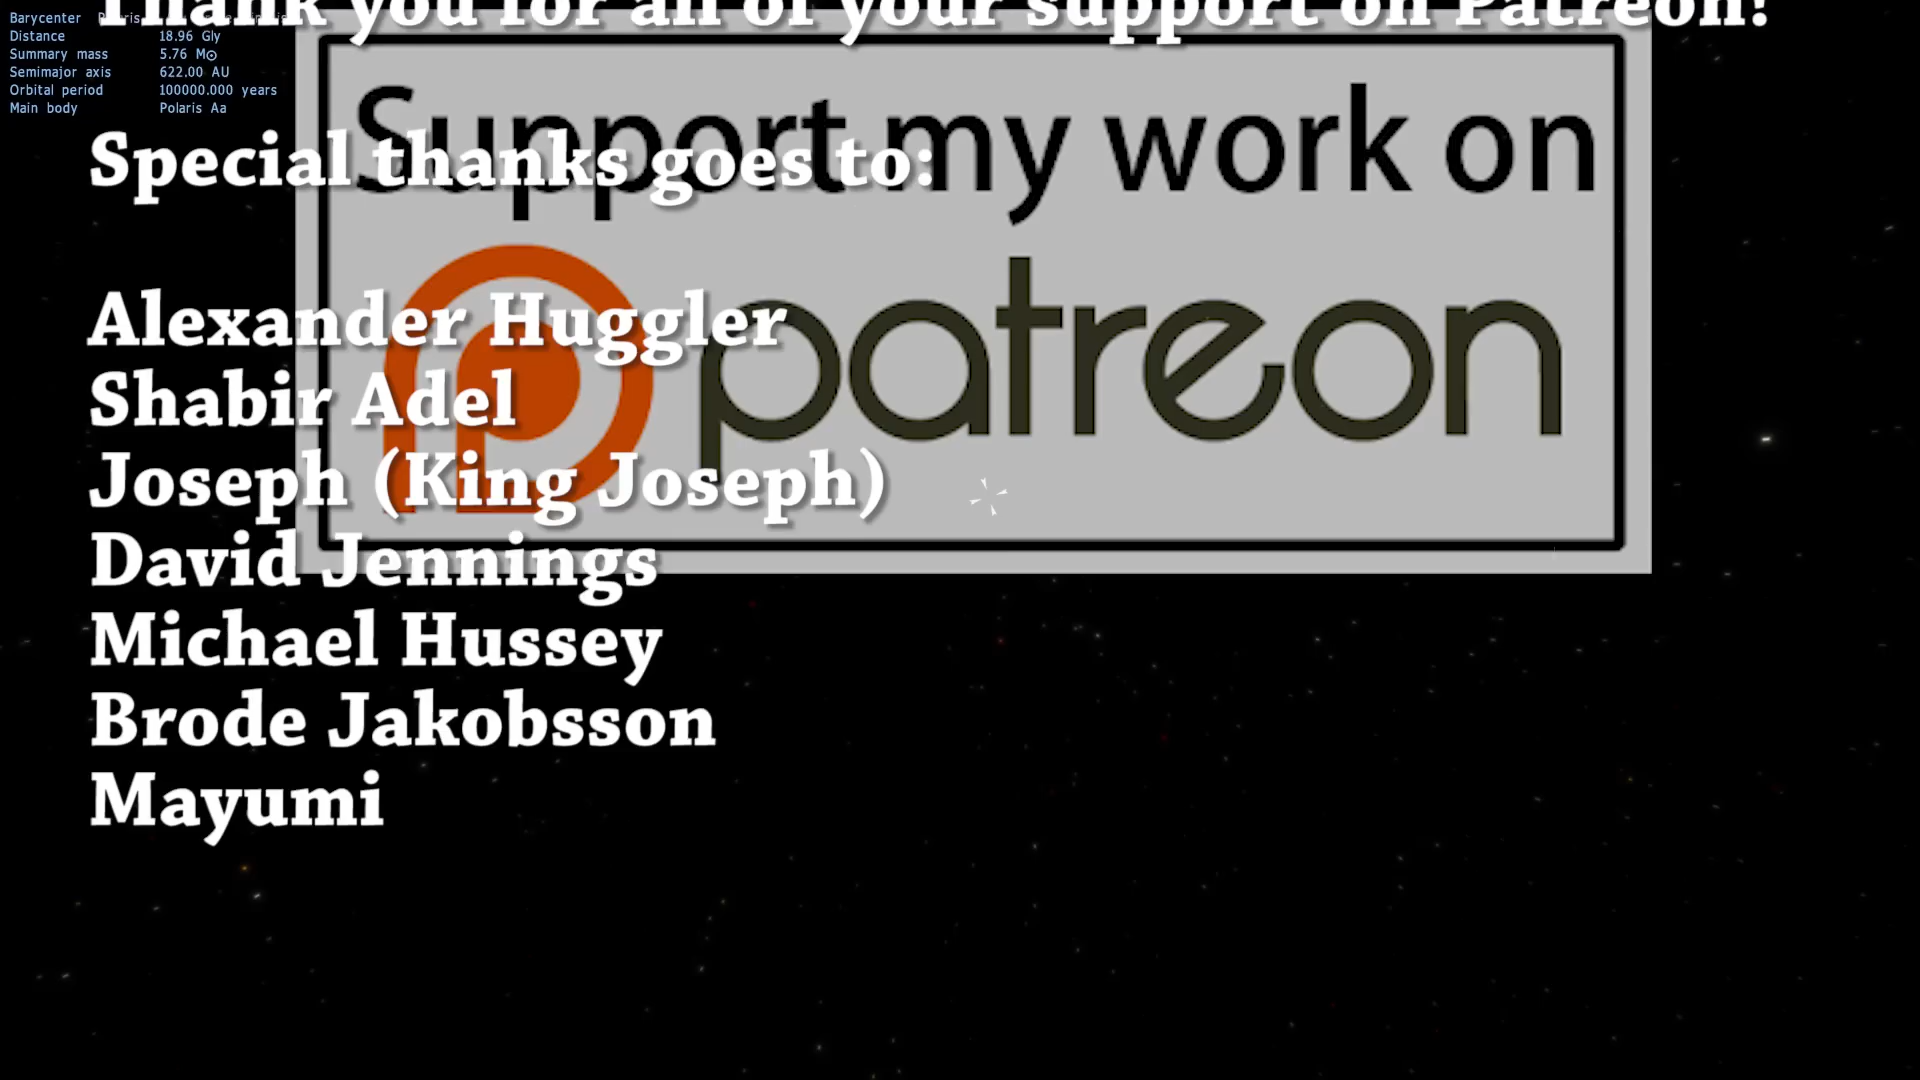 Thank you for all of your support on Patreon!
Barycenter
Distance 18.96 Gly
Summary mass 5.76 M☉
Semimajor axis 622.00 AU
Orbital period 100000.000 years
Main body Polaris Aa
Support my work on
patreon
Special thanks goes to:
Alexander Huggler
Shabir Adel
Joseph (King Joseph)
David Jennings
Michael Hussey
Brode Jakobsson
Mayumi